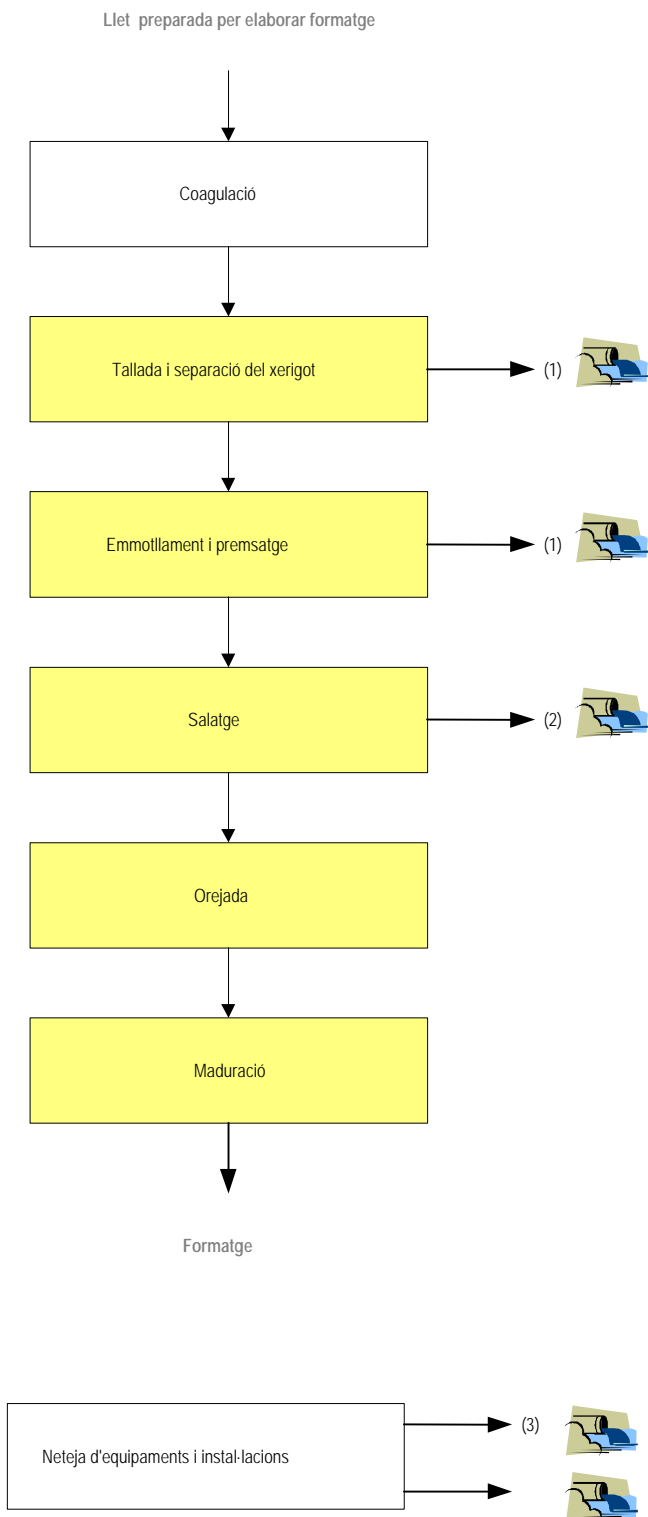 Llet preparada per elaborar formatge
Coagulació
Tallada i separació del xerigot
(1)
Emmotllament i premsatge
(1)
Salatge
(2)
Orejada
Maduració
Formatge
(3)
Neteja d'equipaments i instal·lacions